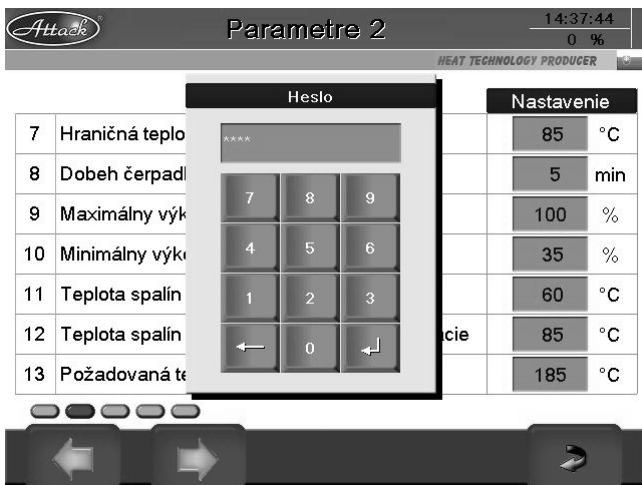 Attack
Parametre 2
14:37:44
0 %
HEAT TECHNOLOGY PRODUCER
Heslo
****
7 8 9
4 5 6
1 2 3
0
Nastavenie
7 Hraničná teplo 85 °C
8 Dobeh čerpadl 5 min
9 Maximálny výk 100 %
10 Minimálny výk 35 %
11 Teplota spalín 60 °C
12 Teplota spalín cie 85 °C
13 Požadovaná te 185 °C